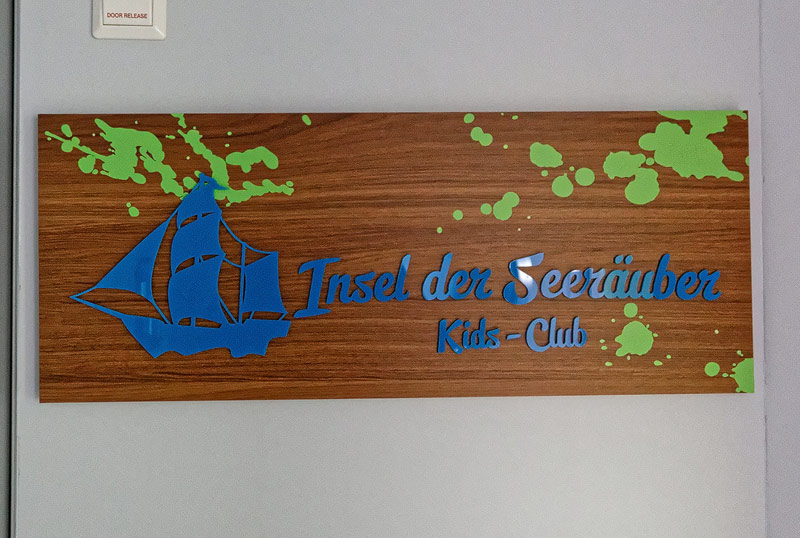 DOOR RELEASE
Insel der Seeräuber
Kids - Club